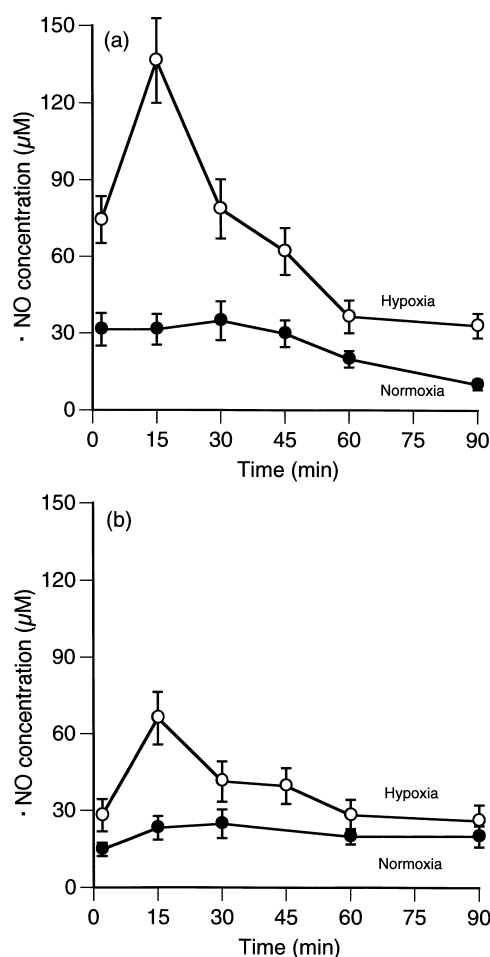 (a)
150
120
90
60
30
0
· NO concentration (µM)
Hypoxia
Normoxia
0 15 30 45 60 75 90
Time (min)
(b)
150
120
90
60
30
0
· NO concentration (µM)
Hypoxia
Normoxia
0 15 30 45 60 75 90
Time (min)